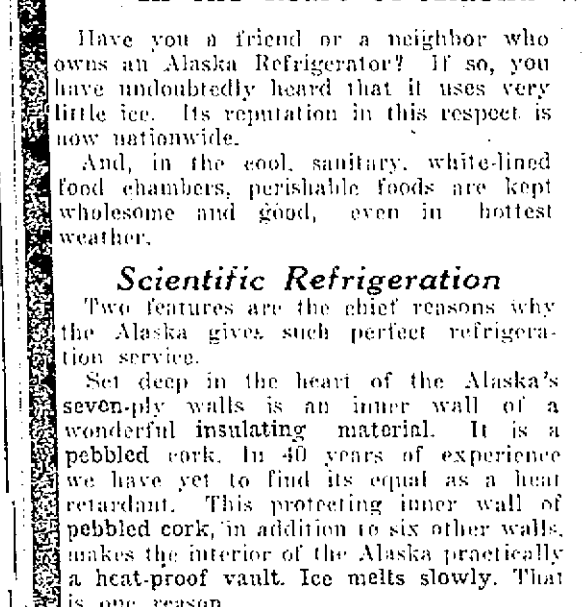 Have you a friend or a neighbor who
owns an Alaska Refrigerator? If so, you
have undoubtedly heard that it uses very
little ice. Its reputation in this respect is
now nationwide.
And, in the cool, sanitary, white-lined
food chambers, perishable foods are kept
wholesome and good, even in hottest
weather.
Scientific Refrigeration
Two features are the chief reasons why
the Alaska gives such perfect refrigera-
tion service.
Set deep in the heart of the Alaska's
seven-ply walls is an inner wall of a
wonderful insulating material. It is a
pebbled cork. In 40 years of experience
we have yet to find its equal as a heat
retardant. This protecting inner wall of
pebbled cork, in addition to six other walls,
makes the interior of the Alaska practically
a heat-proof vault. Ice melts slowly. That
is one reason